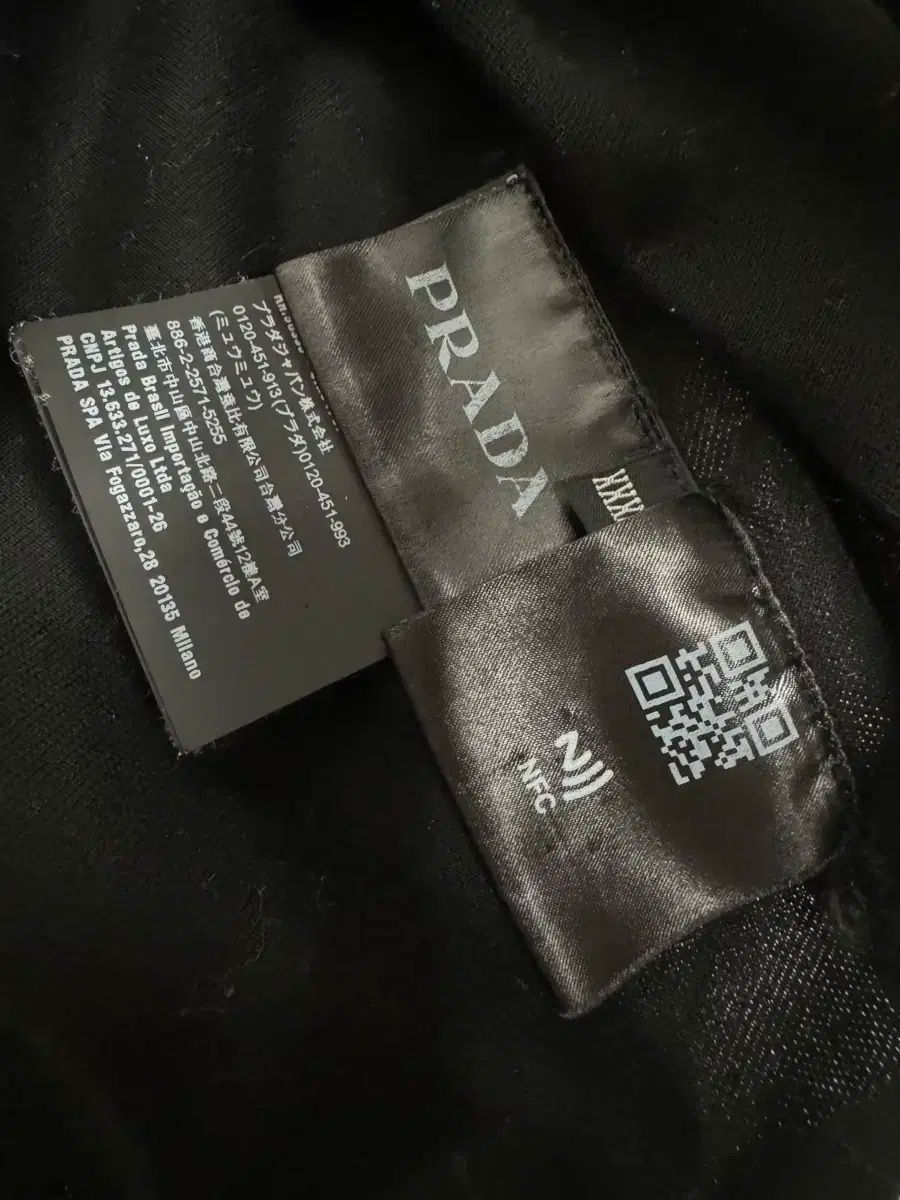 プラダジャパン株式会社
0120-451-913(プラダ)0120-451-993
(ミュウミュウ)
香港商台灣普拉達有限公司台灣分公司
886-2-2571-5255
臺北市中山區中山北路二段44號12樓A室
Prada Brasil Importação e Comércio de
Artigos de Luxo Ltda
CNPJ 13.633.271/0001-26
PRADA SPA Via Fogazzaro,28 20135 Milano
PRADA
NFC